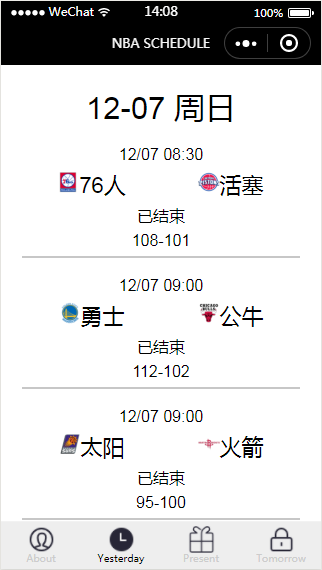 WeChat 14:08 100%
NBA SCHEDULE
12-07 周日
12/07 08:30
76人 活塞
已结束
108-101
12/07 09:00
勇士 公牛
已结束
112-102
12/07 09:00
太阳 火箭
已结束
95-100
About Yesterday Present Tomorrow